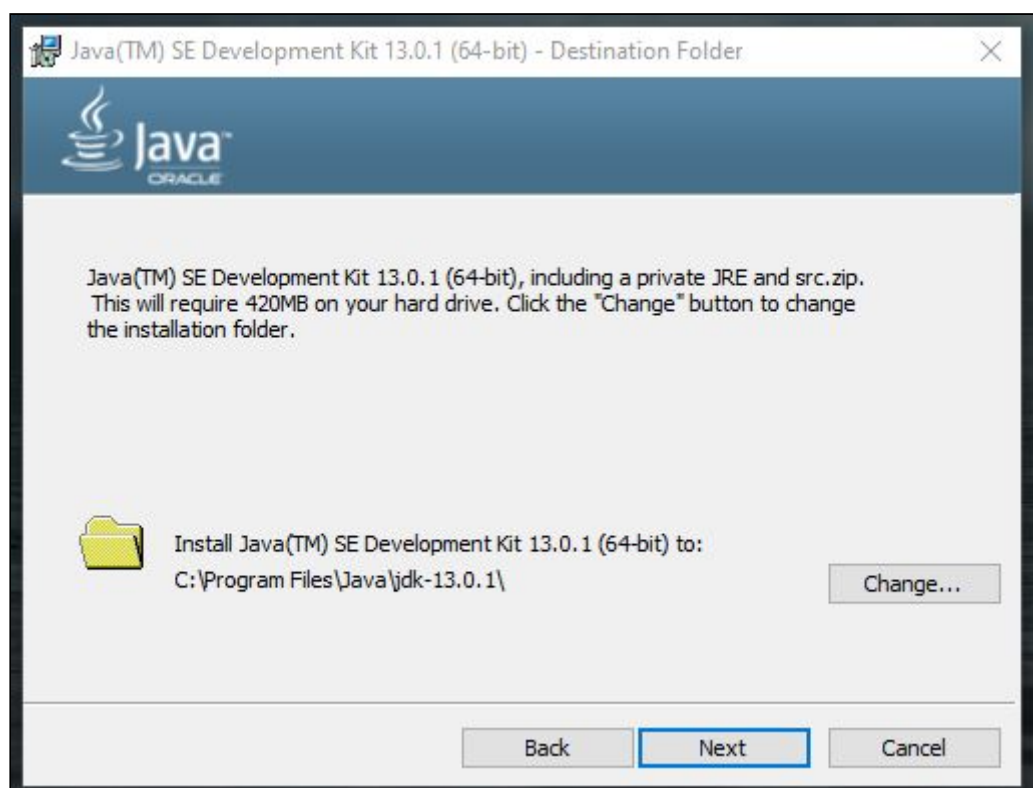 Java(TM) SE Development Kit 13.0.1 (64-bit) - Destination Folder
Java™
ORACLE
Java(TM) SE Development Kit 13.0.1 (64-bit), including a private JRE and src.zip.
This will require 420MB on your hard drive. Click the "Change" button to change
the installation folder.
Install Java(TM) SE Development Kit 13.0.1 (64-bit) to:
C:\Program Files\Java\jdk-13.0.1\
Change...
Back
Next
Cancel